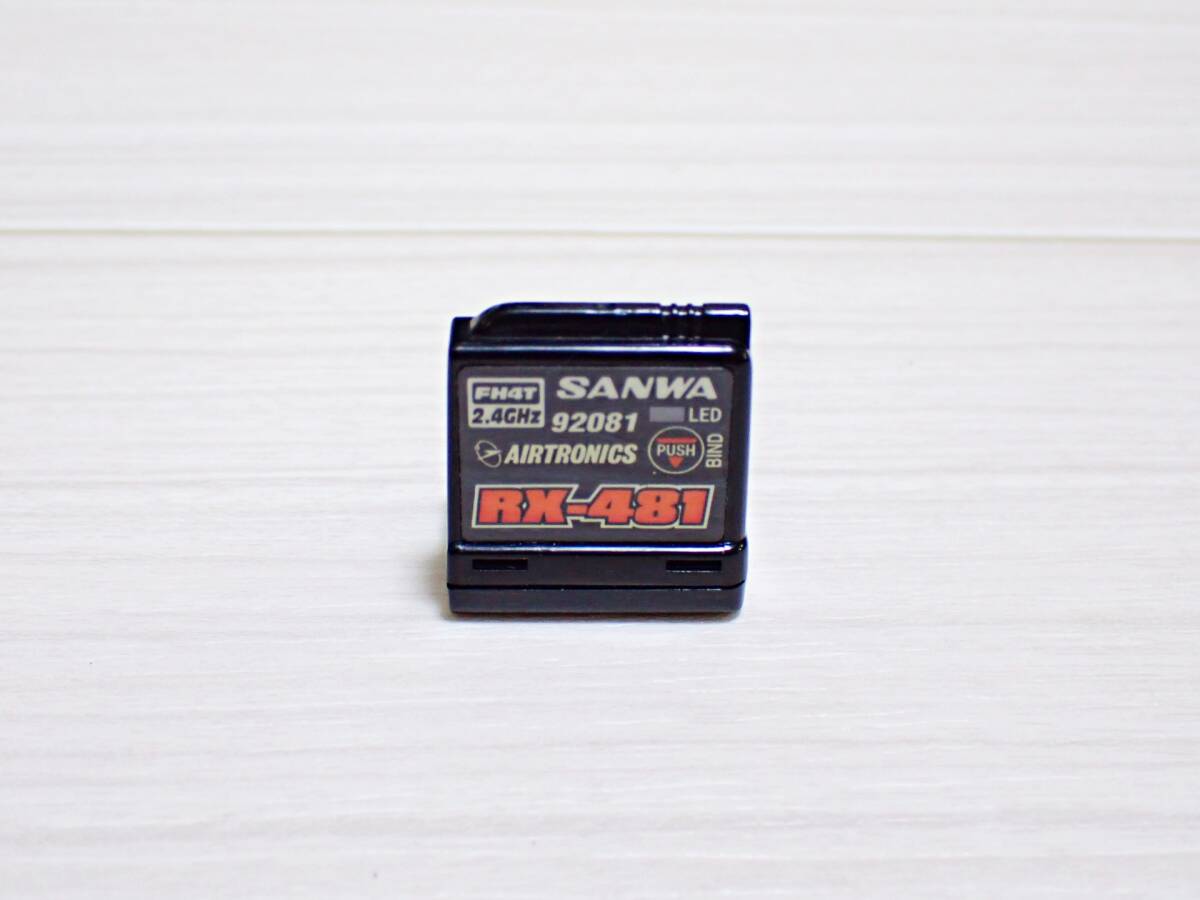 FH4T
2.4GHz
SANWA
92081
LED
AIRTRONICS
PUSH
BIND
RX-481